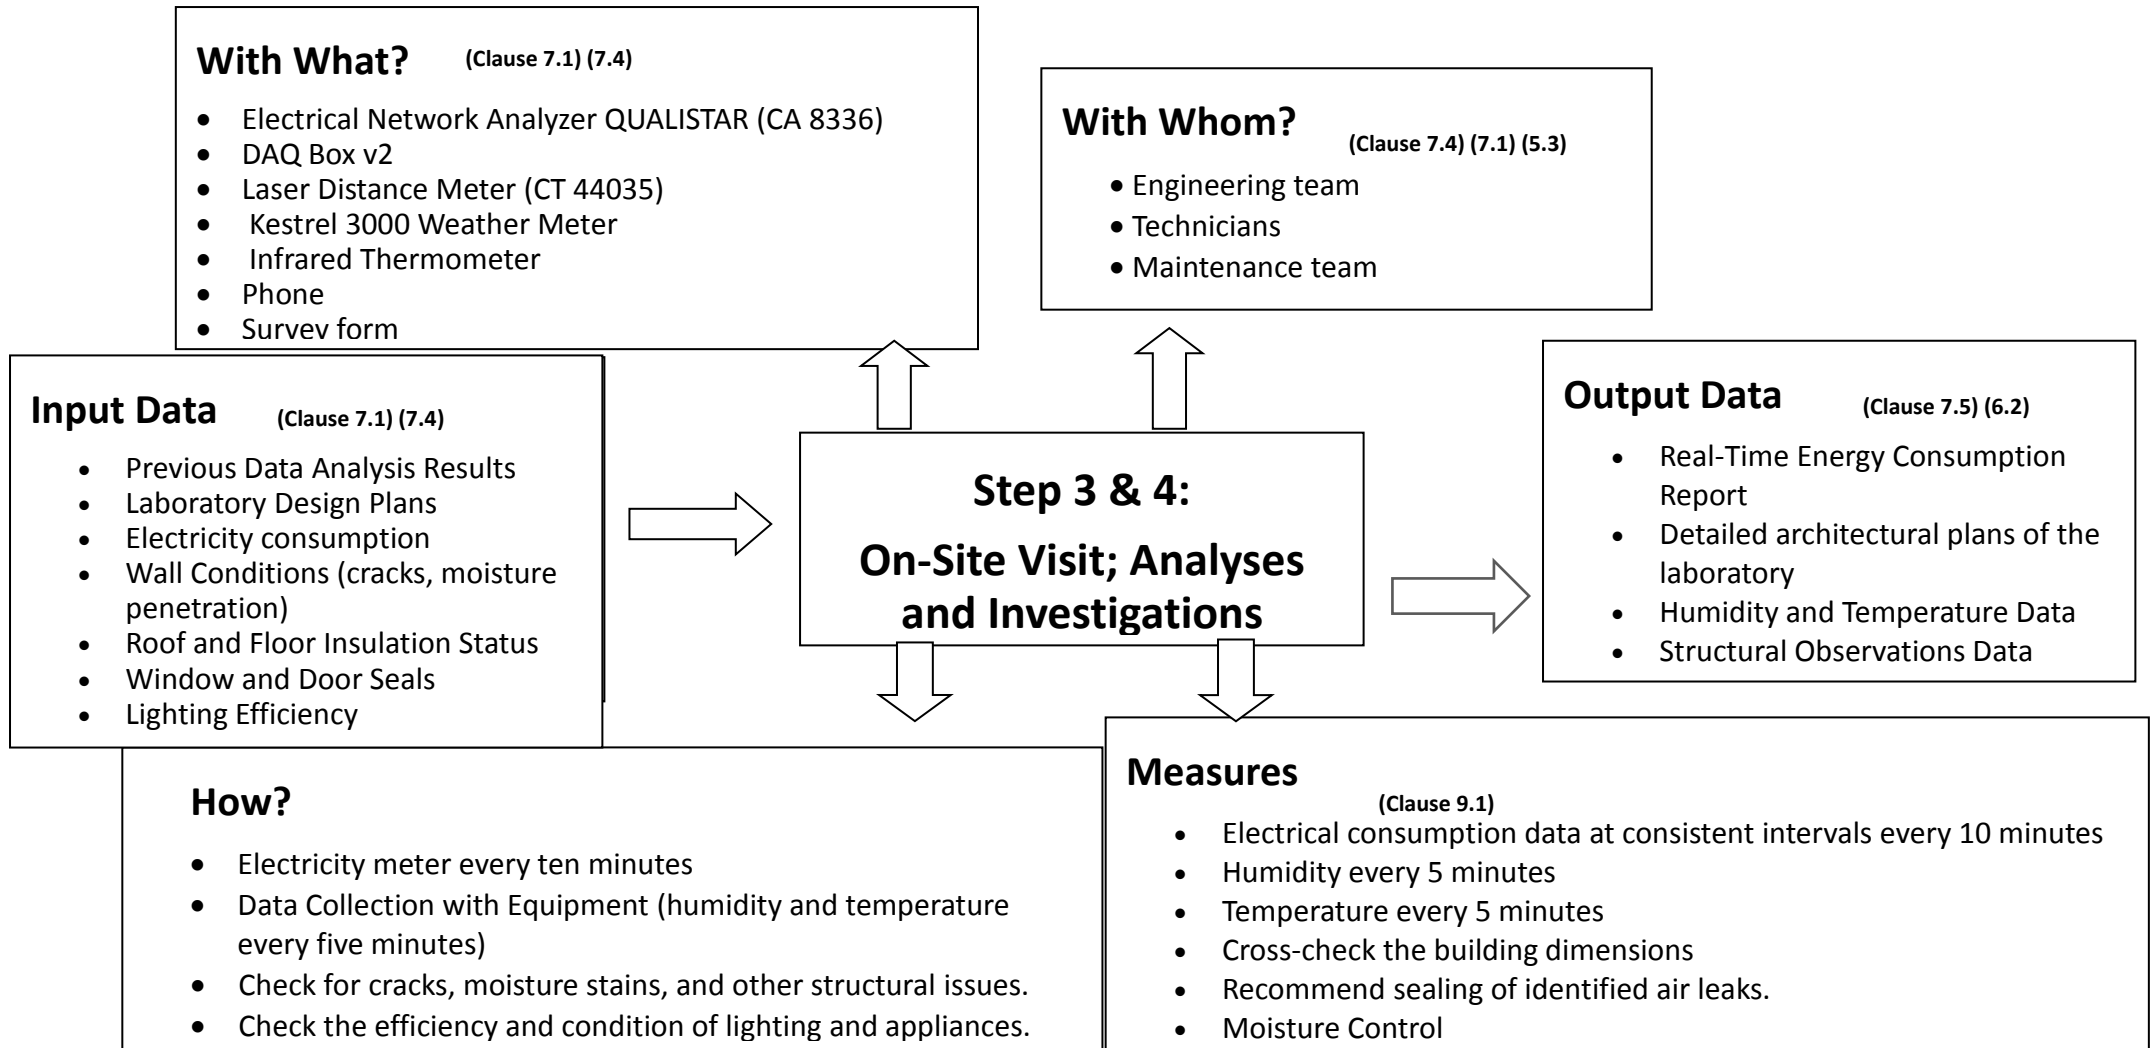 With What? (Clause 7.1) (7.4)
• Electrical Network Analyzer QUALISTAR (CA 8336)
• DAQ Box v2
• Laser Distance Meter (CT 44035)
• Kestrel 3000 Weather Meter
• Infrared Thermometer
• Phone
• Survey form
With Whom?
(Clause 7.4) (7.1) (5.3)
• Engineering team
• Technicians
• Maintenance team
Input Data (Clause 7.1) (7.4)
• Previous Data Analysis Results
• Laboratory Design Plans
• Electricity consumption
• Wall Conditions (cracks, moisture
penetration)
• Roof and Floor Insulation Status
• Window and Door Seals
• Lighting Efficiency
Step 3 & 4:
On-Site Visit; Analyses
and Investigations
Output Data (Clause 7.5) (6.2)
• Real-Time Energy Consumption
Report
• Detailed architectural plans of the
laboratory
• Humidity and Temperature Data
• Structural Observations Data
How?
• Electricity meter every ten minutes
• Data Collection with Equipment (humidity and temperature
every five minutes)
• Check for cracks, moisture stains, and other structural issues.
• Check the efficiency and condition of lighting and appliances.
Measures
(Clause 9.1)
• Electrical consumption data at consistent intervals every 10 minutes
• Humidity every 5 minutes
• Temperature every 5 minutes
• Cross-check the building dimensions
• Recommend sealing of identified air leaks.
• Moisture Control